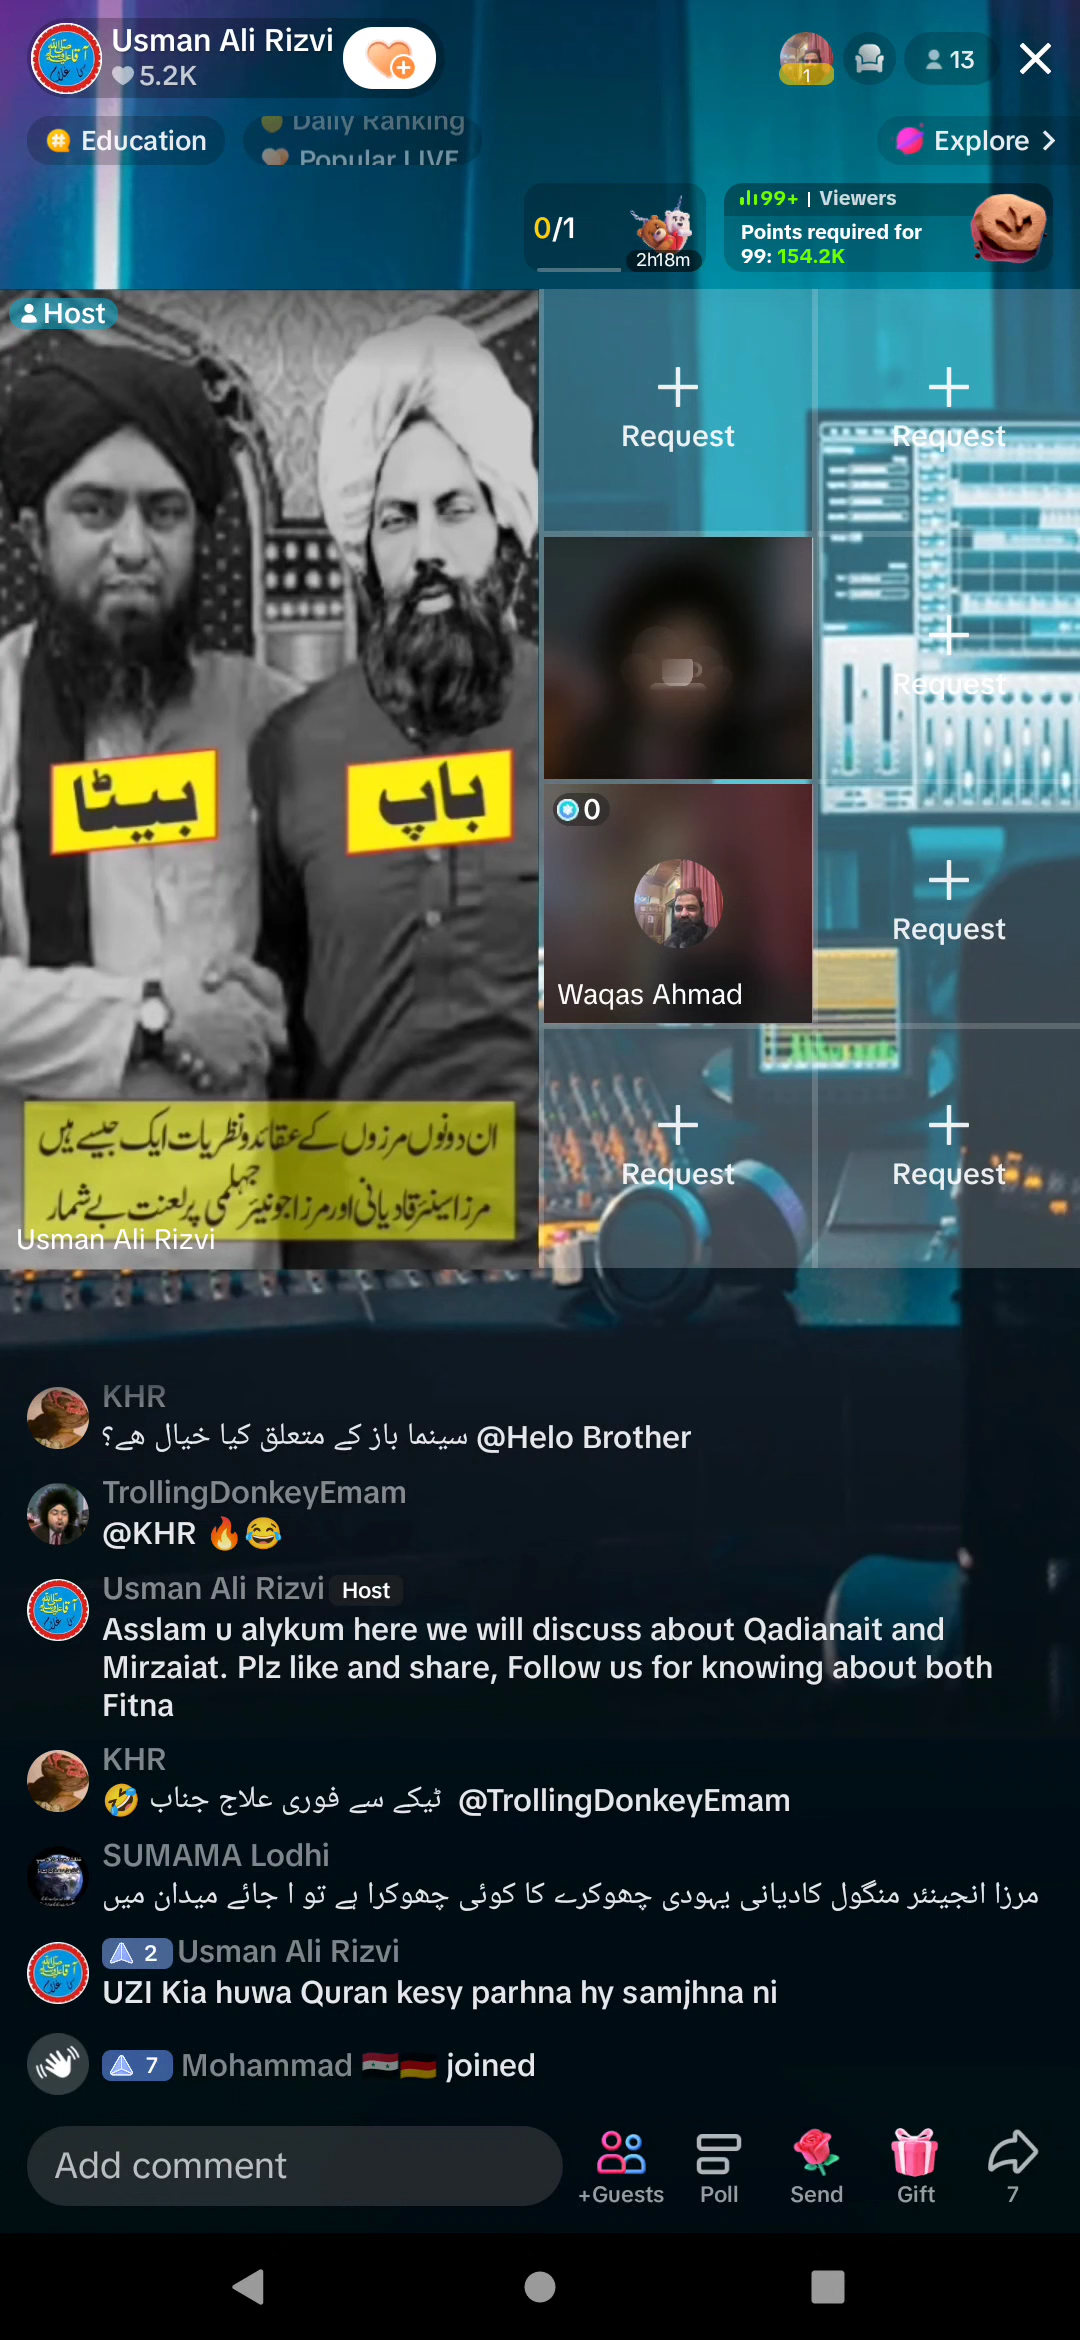 Usman Ali Rizvi
5.2K
1
13
Education
Daily Ranking
Popular LIVE
Explore
0/1
2h18m
99+ | Viewers
Points required for
99: 154.2K
Host
Request
Request
Request
بیٹا
باپ
0
Request
Waqas Ahmad
ان دونوں مرزوں کے عقائد و نظریات ایک جیسے ہیں
مرزا سینئر قادیانی اور مرزا جونیئر جہلمی پر لعنت بے شمار
Request
Request
Usman Ali Rizvi
KHR
@Helo Brother سینما باز کے متعلق کیا خیال ھے؟
TrollingDonkeyEmam
@KHR 🔥😂
Usman Ali Rizvi Host
Asslam u alykum here we will discuss about Qadianait and
Mirzaiat. Plz like and share, Follow us for knowing about both
Fitna
KHR
@TrollingDonkeyEmam ٹیکے سے فوری علاج جناب 🤣
SUMAMA Lodhi
مرزا انجینئر منگول کادیانی یہودی چھوکرے کا کوئی چھوکرا ہے تو ا جائے میدان میں
2 Usman Ali Rizvi
UZI Kia huwa Quran kesy parhna hy samjhna ni
7 Mohammad 🇸🇾🇩🇪 joined
Add comment
+Guests
Poll
Send
Gift
7